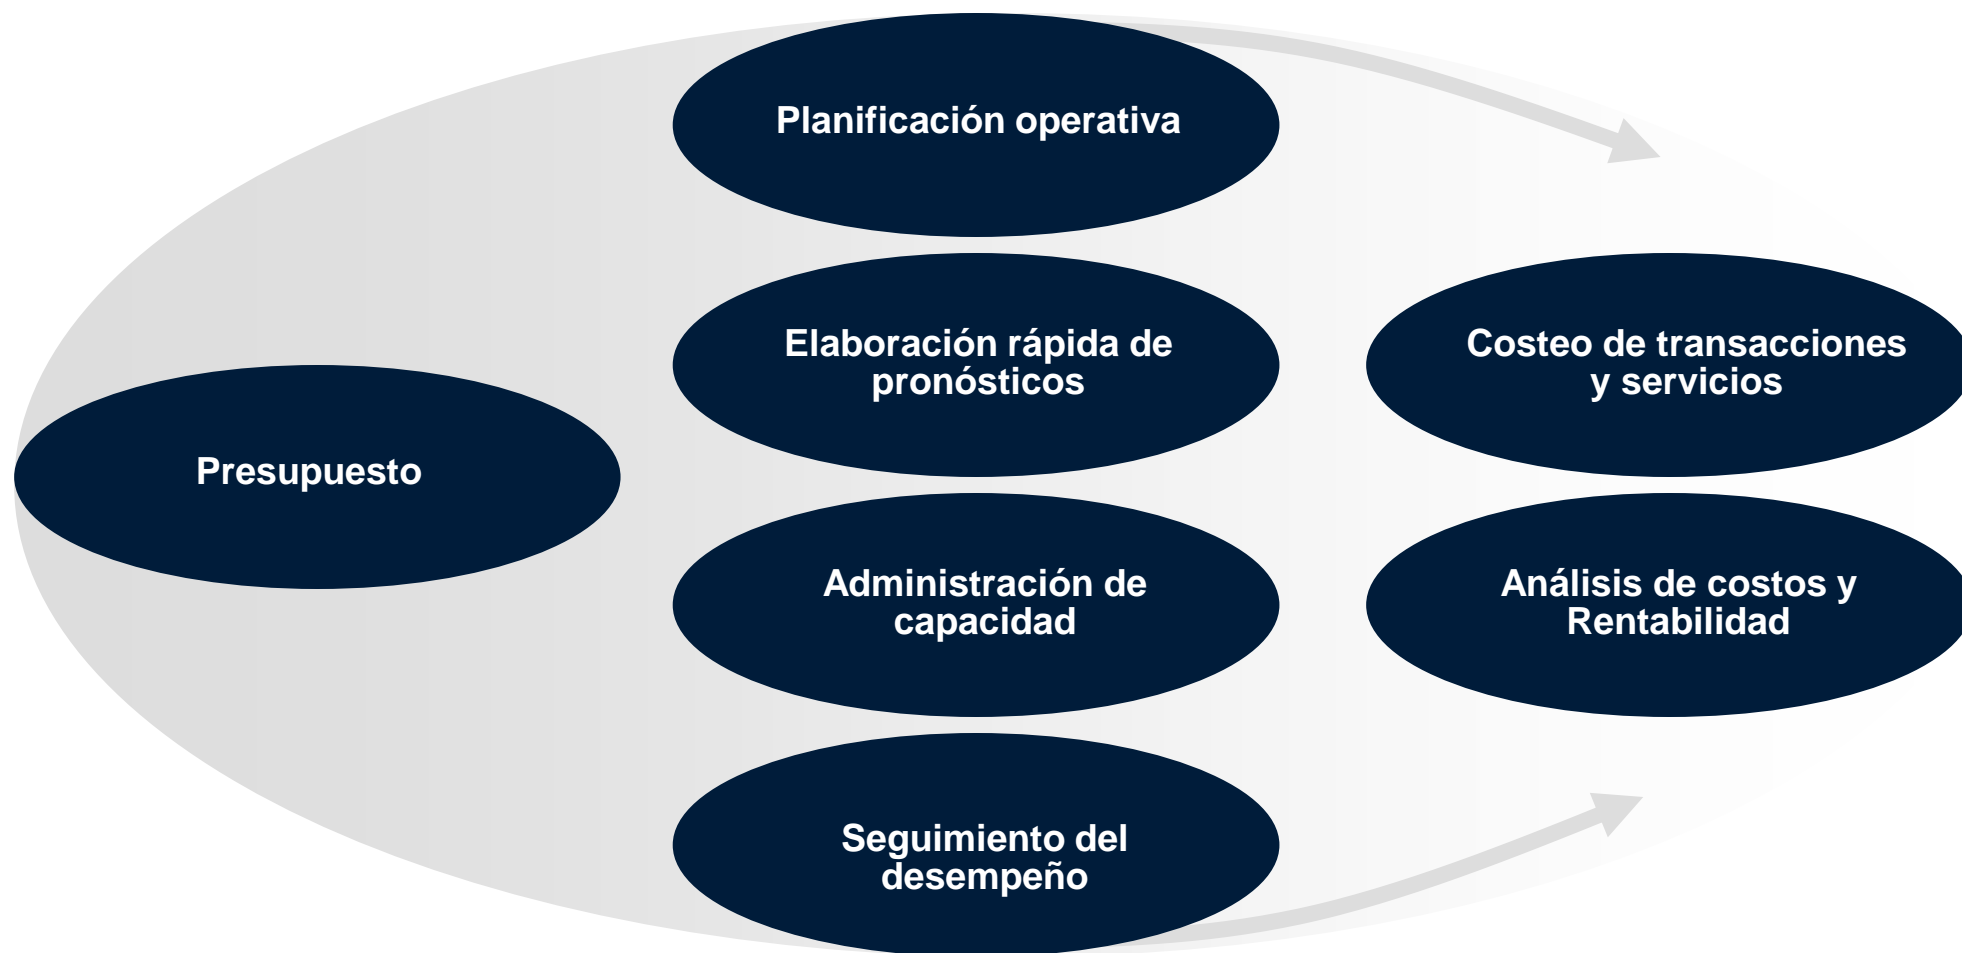 Planificación operativa
Elaboración rápida de
pronósticos
Costeo de transacciones
y servicios
Presupuesto
Administración de
capacidad
Análisis de costos y
Rentabilidad
Seguimiento del
desempeño